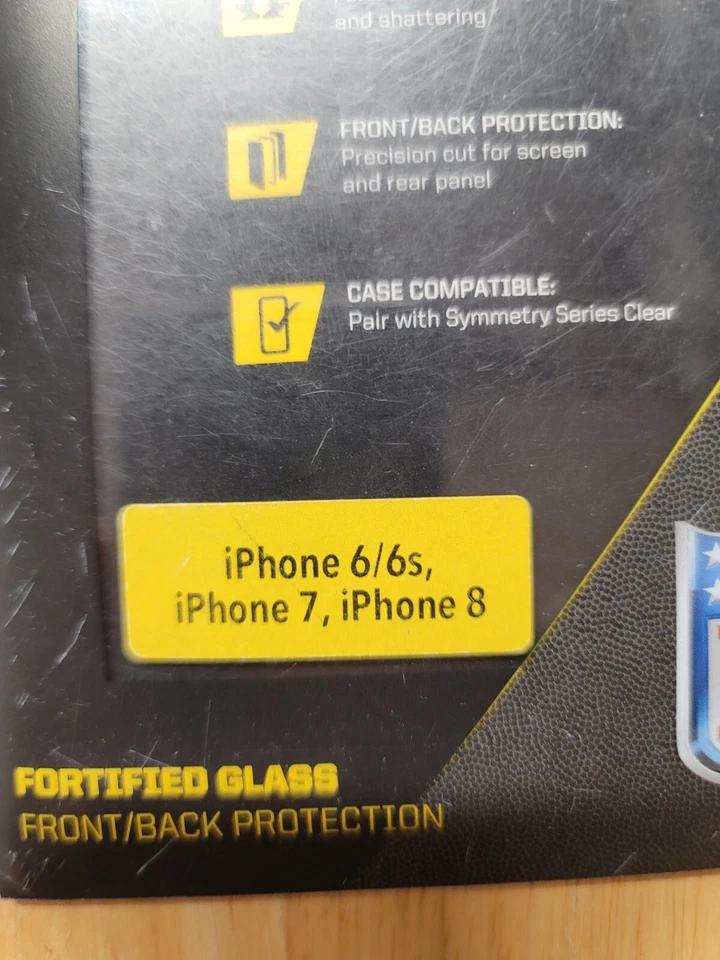 and shattering
FRONT/BACK PROTECTION:
Precision cut for screen
and rear panel
CASE COMPATIBLE:
Pair with Symmetry Series Clear
iPhone 6/6s,
iPhone 7, iPhone 8
FORTIFIED GLASS
FRONT/BACK PROTECTION